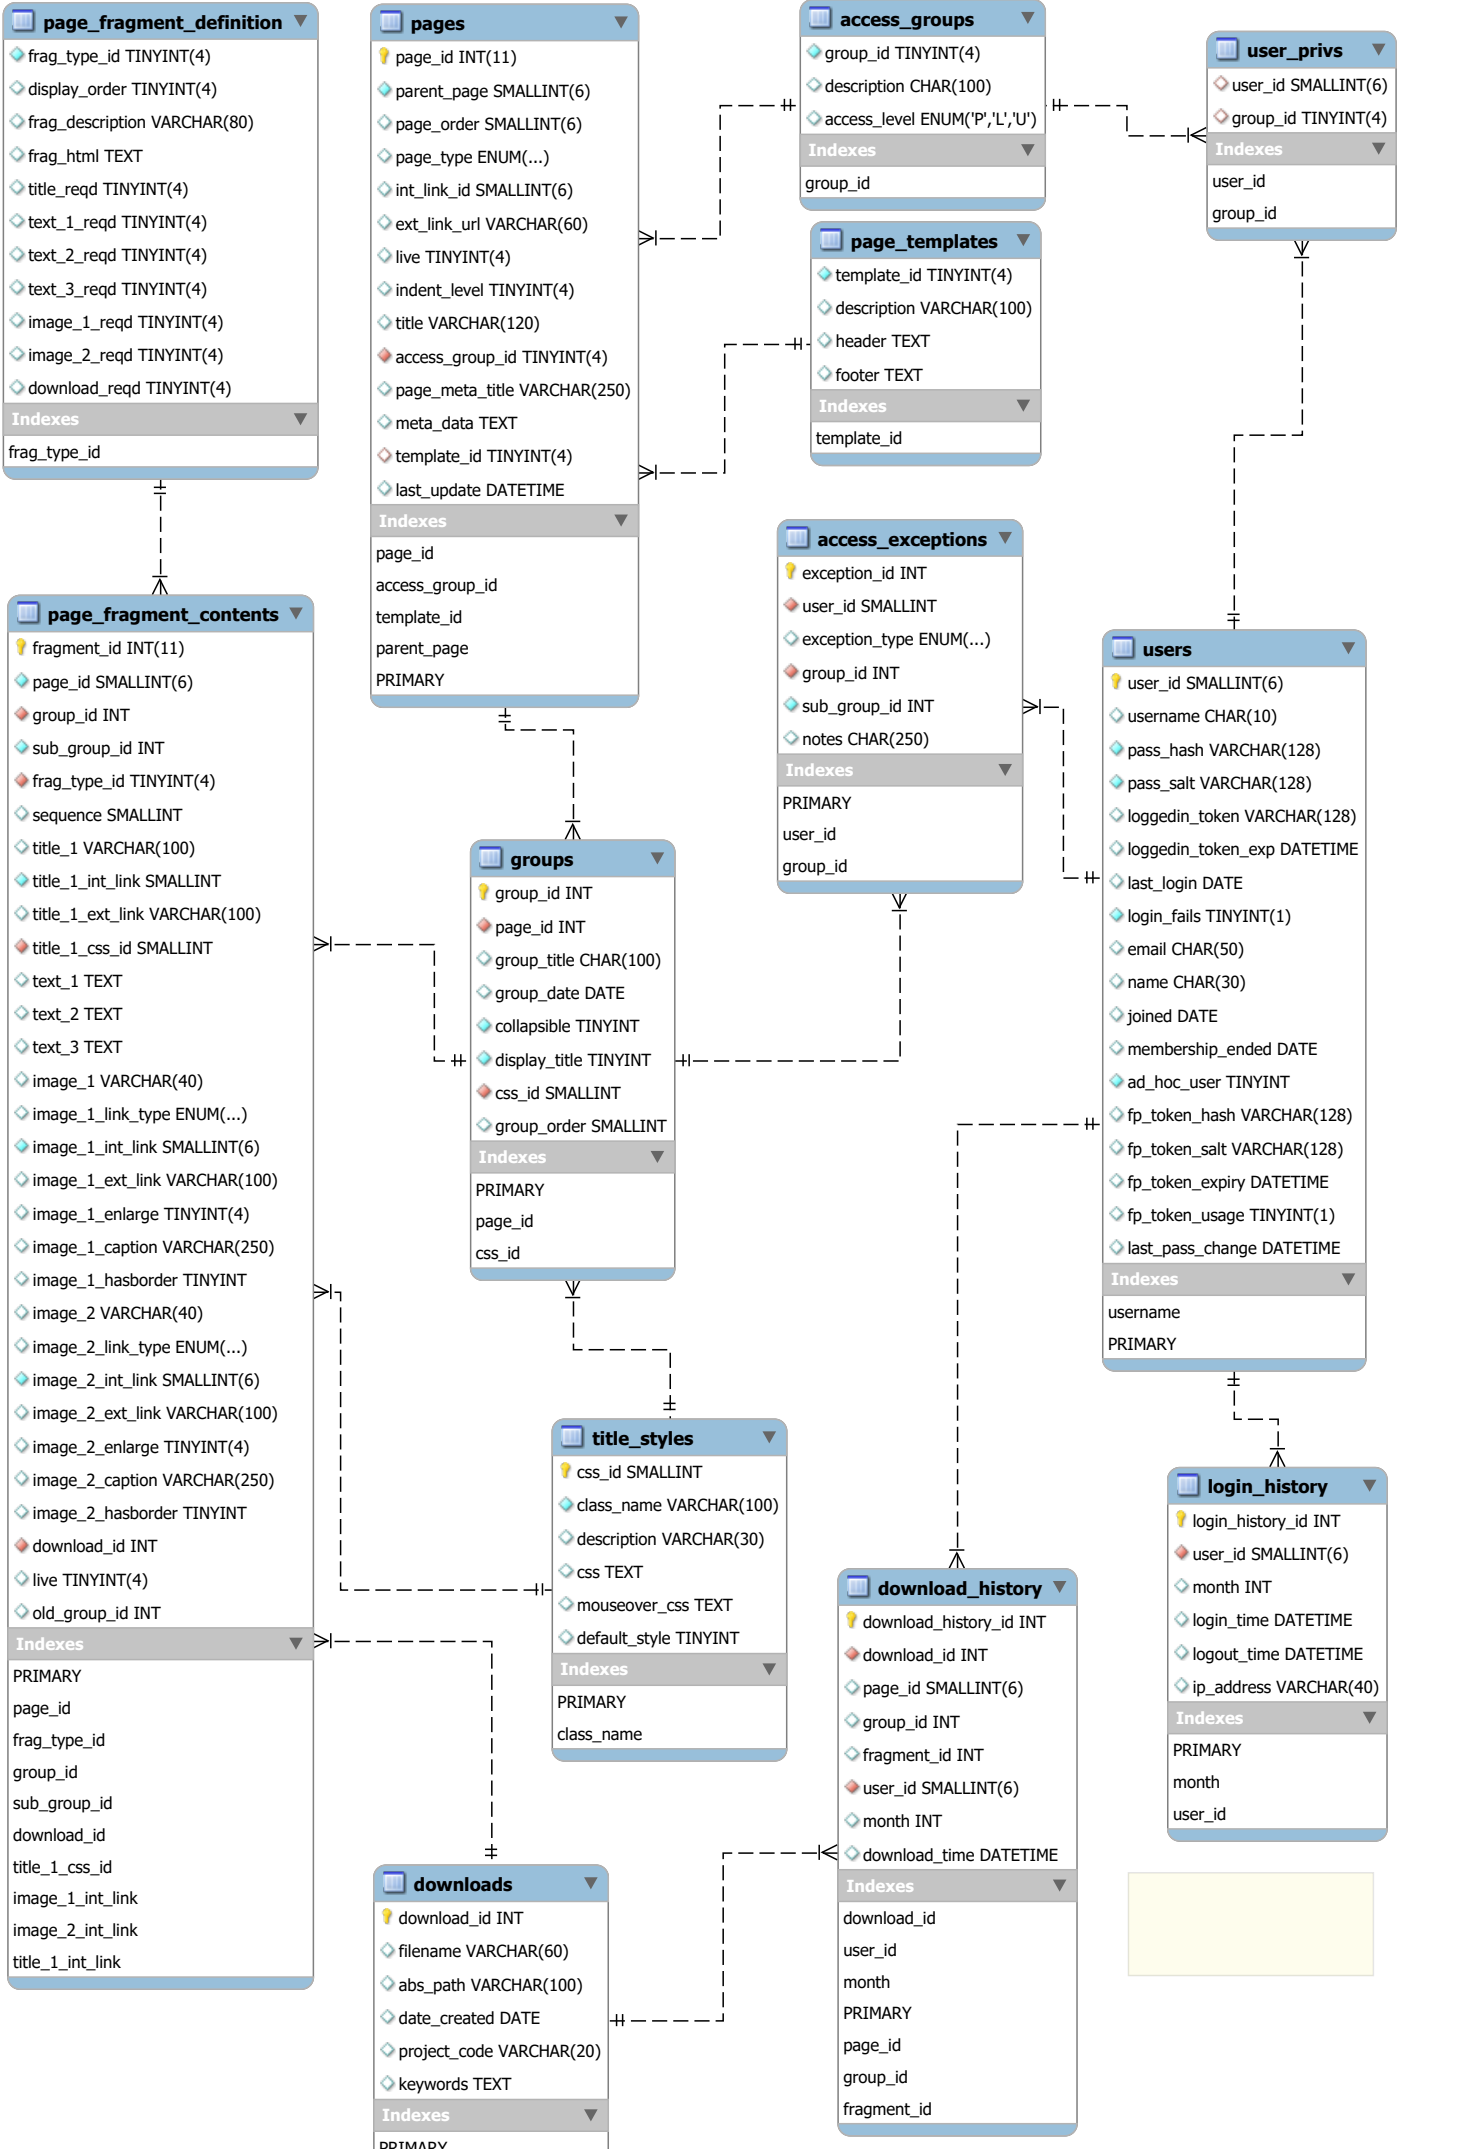 page_fragment_definition
frag_type_id TINYINT(4)
display_order TINYINT(4)
frag_description VARCHAR(80)
frag_html TEXT
title_reqd TINYINT(4)
text_1_reqd TINYINT(4)
text_2_reqd TINYINT(4)
text_3_reqd TINYINT(4)
image_1_reqd TINYINT(4)
image_2_reqd TINYINT(4)
download_reqd TINYINT(4)
Indexes
frag_type_id
pages
page_id INT(11)
parent_page SMALLINT(6)
page_order SMALLINT(6)
page_type ENUM(...)
int_link_id SMALLINT(6)
ext_link_url VARCHAR(60)
live TINYINT(4)
indent_level TINYINT(4)
title VARCHAR(120)
access_group_id TINYINT(4)
page_meta_title VARCHAR(250)
meta_data TEXT
template_id TINYINT(4)
last_update DATETIME
Indexes
page_id
access_group_id
template_id
parent_page
PRIMARY
access_groups
group_id TINYINT(4)
description CHAR(100)
access_level ENUM('P','L','U')
Indexes
group_id
user_privs
user_id SMALLINT(6)
group_id TINYINT(4)
Indexes
user_id
group_id
page_templates
template_id TINYINT(4)
description VARCHAR(100)
header TEXT
footer TEXT
Indexes
template_id
access_exceptions
exception_id INT
user_id SMALLINT
exception_type ENUM(...)
group_id INT
sub_group_id INT
notes CHAR(250)
Indexes
PRIMARY
user_id
group_id
page_fragment_contents
fragment_id INT(11)
page_id SMALLINT(6)
group_id INT
sub_group_id INT
frag_type_id TINYINT(4)
sequence SMALLINT
title_1 VARCHAR(100)
title_1_int_link SMALLINT
title_1_ext_link VARCHAR(100)
title_1_css_id SMALLINT
text_1 TEXT
text_2 TEXT
text_3 TEXT
image_1 VARCHAR(40)
image_1_link_type ENUM(...)
image_1_int_link SMALLINT(6)
image_1_ext_link VARCHAR(100)
image_1_enlarge TINYINT(4)
image_1_caption VARCHAR(250)
image_1_hasborder TINYINT
image_2 VARCHAR(40)
image_2_link_type ENUM(...)
image_2_int_link SMALLINT(6)
image_2_ext_link VARCHAR(100)
image_2_enlarge TINYINT(4)
image_2_caption VARCHAR(250)
image_2_hasborder TINYINT
download_id INT
live TINYINT(4)
old_group_id INT
Indexes
PRIMARY
page_id
frag_type_id
group_id
sub_group_id
download_id
title_1_css_id
image_1_int_link
image_2_int_link
title_1_int_link
users
user_id SMALLINT(6)
username CHAR(10)
pass_hash VARCHAR(128)
pass_salt VARCHAR(128)
loggedin_token VARCHAR(128)
loggedin_token_exp DATETIME
last_login DATE
login_fails TINYINT(1)
email CHAR(50)
name CHAR(30)
joined DATE
membership_ended DATE
ad_hoc_user TINYINT
fp_token_hash VARCHAR(128)
fp_token_salt VARCHAR(128)
fp_token_expiry DATETIME
fp_token_usage TINYINT(1)
last_pass_change DATETIME
Indexes
username
PRIMARY
groups
group_id INT
page_id INT
group_title CHAR(100)
group_date DATE
collapsible TINYINT
display_title TINYINT
css_id SMALLINT
group_order SMALLINT
Indexes
PRIMARY
page_id
css_id
title_styles
css_id SMALLINT
class_name VARCHAR(100)
description VARCHAR(30)
css TEXT
mouseover_css TEXT
default_style TINYINT
Indexes
PRIMARY
class_name
login_history
login_history_id INT
user_id SMALLINT(6)
month INT
login_time DATETIME
logout_time DATETIME
ip_address VARCHAR(40)
Indexes
PRIMARY
month
user_id
download_history
download_history_id INT
download_id INT
page_id SMALLINT(6)
group_id INT
fragment_id INT
user_id SMALLINT(6)
month INT
download_time DATETIME
Indexes
download_id
user_id
month
PRIMARY
page_id
group_id
fragment_id
downloads
download_id INT
filename VARCHAR(60)
abs_path VARCHAR(100)
date_created DATE
project_code VARCHAR(20)
keywords TEXT
Indexes
PRIMARY